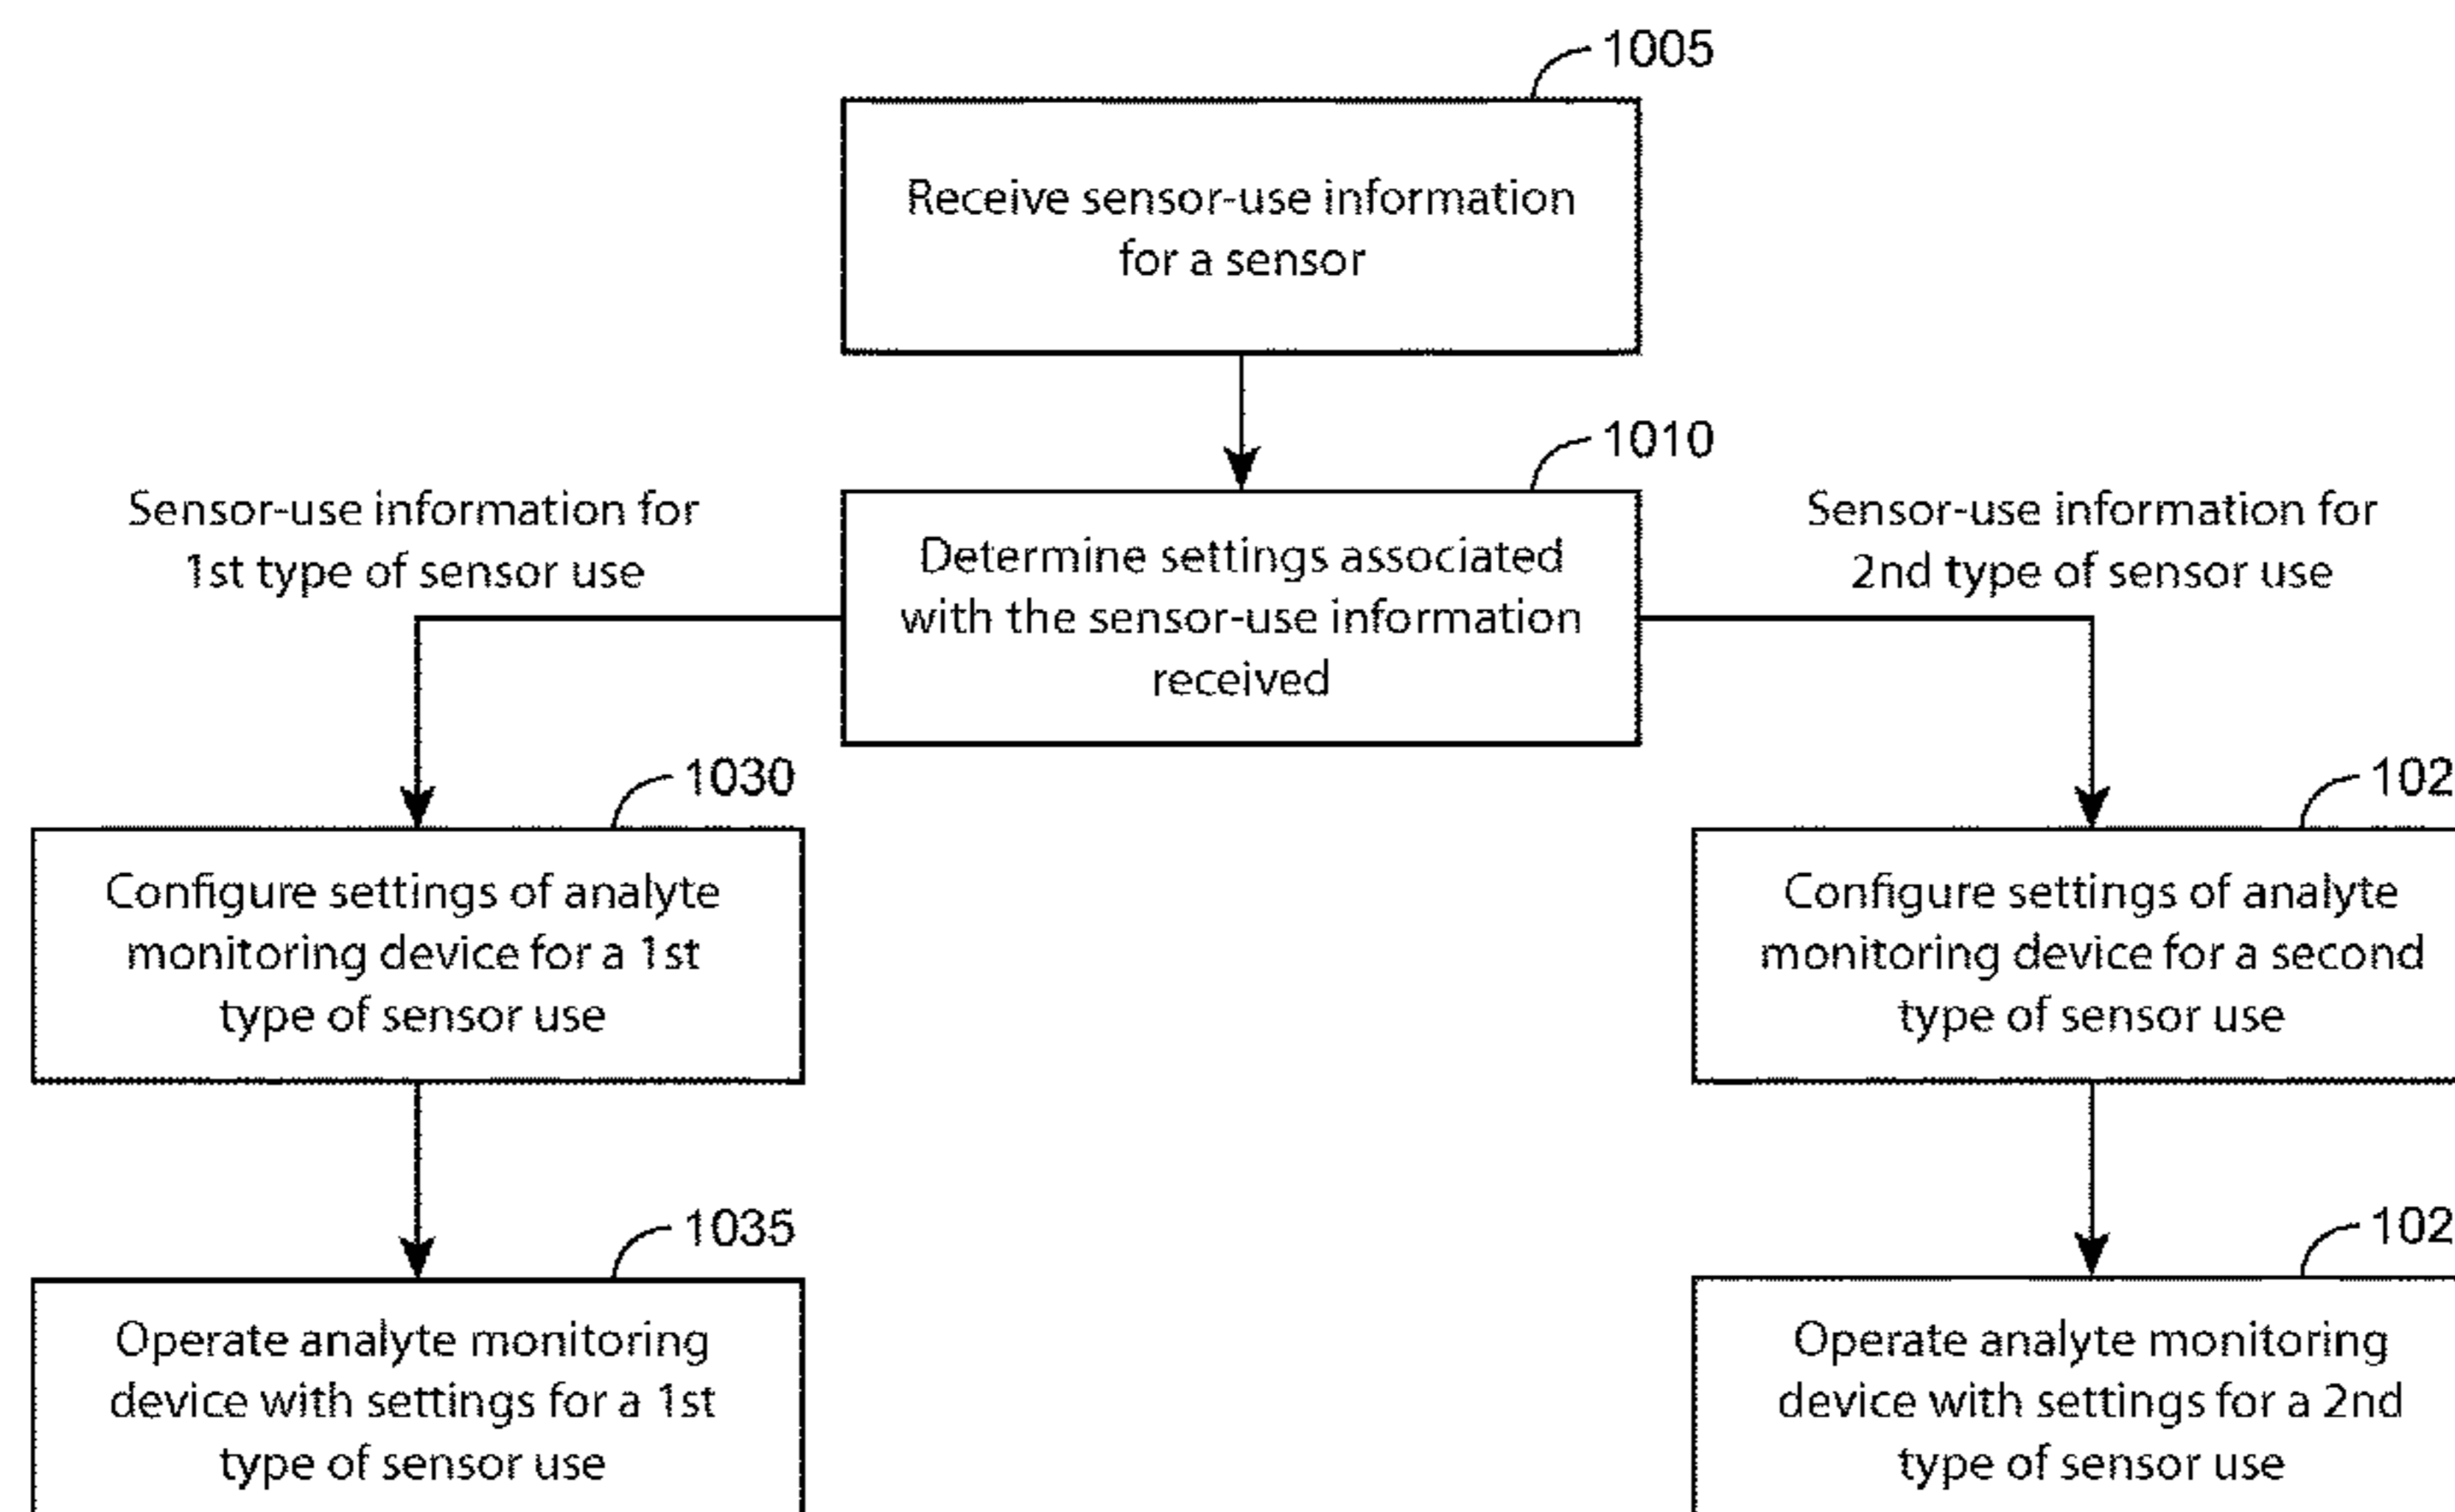 1005
Receive sensor-use information
for a sensor
1010
Sensor-use information for
1st type of sensor use
Determine settings associated
with the sensor-use information
received
Sensor-use information for
2nd type of sensor use
1030
Configure settings of analyte
monitoring device for a 1st
type of sensor use
102
Configure settings of analyte
monitoring device for a second
type of sensor use
1035
Operate analyte monitoring
device with settings for a 1st
type of sensor use
102
Operate analyte monitoring
device with settings for a 2nd
type of sensor use